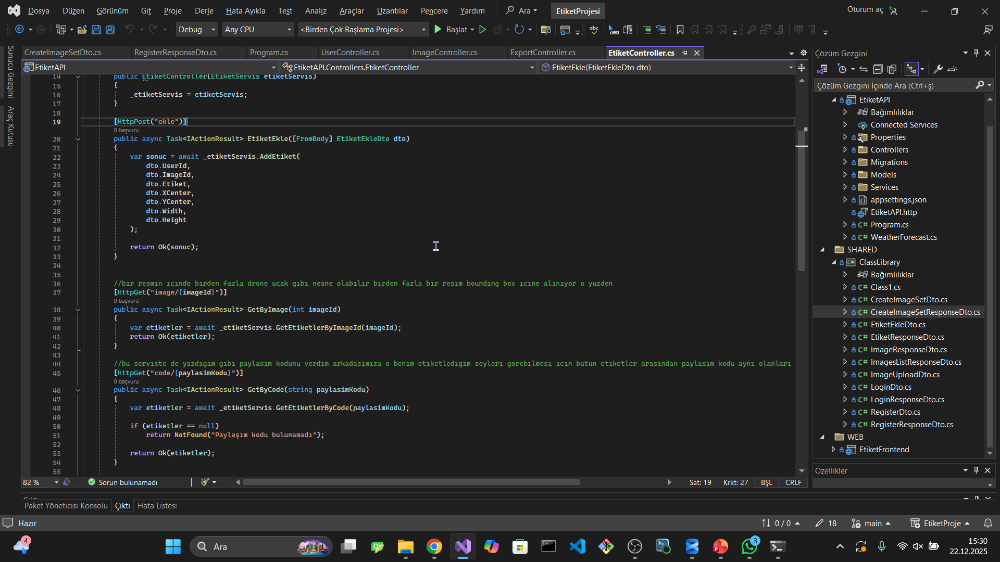 Dosya Düzen Görünüm Git Proje Derle Hata Ayıkla Test Analiz Araçlar Uzantılar Pencere Yardım Ara EtiketProjesi Oturum aç
Debug Any CPU <Birden Çok Başlama Projesi> Başlat
Sunucu Gezgini
Araç Kutusu
CreateImageSetDto.cs RegisterResponseDto.cs Program.cs UserController.cs ImageController.cs ExportController.cs EtiketController.cs
EtiketAPI EtiketAPI.Controllers.EtiketController EtiketEkle(EtiketEkleDto dto)
14 public EtiketController(EtiketServis etiketServis)
15 {
16 _etiketServis = etiketServis;
17 }
18
19 [HttpPost("ekle")]
0 başvuru
20 public async Task<IActionResult> EtiketEkle([FromBody] EtiketEkleDto dto)
21 {
22 var sonuc = await _etiketServis.AddEtiket(
23 dto.UserId,
24 dto.ImageId,
25 dto.Etiket,
26 dto.XCenter,
27 dto.YCenter,
28 dto.Width,
29 dto.Height
30 );
31
32 return Ok(sonuc);
33 }
34
35
36 //bır resmın ıcınde bırden fazla drone ucak gıbı nesne olabılır bırden fazla bır resım boundıng box ıcıne alınıyor o yuzden
37 [HttpGet("image/{imageId}")]
0 başvuru
38 public async Task<IActionResult> GetByImage(int imageId)
39 {
40 var etiketler = await _etiketServis.GetEtiketlerByImageId(imageId);
41 return Ok(etiketler);
42 }
43
44 //bu servıste de yazdıgım gıbı paylasım kodunu verdım arkadasımıza o benım etıketledıgım seylerı gorebılmesı ıcın butun etıketler arasından paylasım kodu aynı olanları
45 [HttpGet("code/{paylasimKodu}")]
0 başvuru
46 public async Task<IActionResult> GetByCode(string paylasimKodu)
47 {
48 var etiketler = await _etiketServis.GetEtiketlerByCode(paylasimKodu);
49
50 if (etiketler == null)
51 return NotFound("Paylaşım kodu bulunamadı");
52
53 return Ok(etiketler);
54 }
55
82 % Sorun bulunamadı Sat: 19 Krkt: 27 BŞL CRLF
Çözüm Gezgini
Çözüm Gezgini İçinde Ara (Ctrl+ş)
EtiketAPI
Bağımlılıklar
Connected Services
Properties
Controllers
Migrations
Models
Services
appsettings.json
EtiketAPI.http
C# Program.cs
C# WeatherForecast.cs
SHARED
C# ClassLibrary
Bağımlılıklar
C# Class1.cs
C# CreateImageSetDto.cs
C# CreateImageSetResponseDto.cs
C# EtiketEkleDto.cs
C# EtiketResponseDto.cs
C# ImageResponseDto.cs
C# ImagesListResponseDto.cs
C# ImageUploadDto.cs
C# LoginDto.cs
C# LoginResponseDto.cs
C# RegisterDto.cs
C# RegisterResponseDto.cs
WEB
EtiketFrontend
Özellikler
Paket Yöneticisi Konsolu Çıktı Hata Listesi
Hazır 0 / 0 18 main EtiketProje
4 Ara 3 15:30
22.12.2025